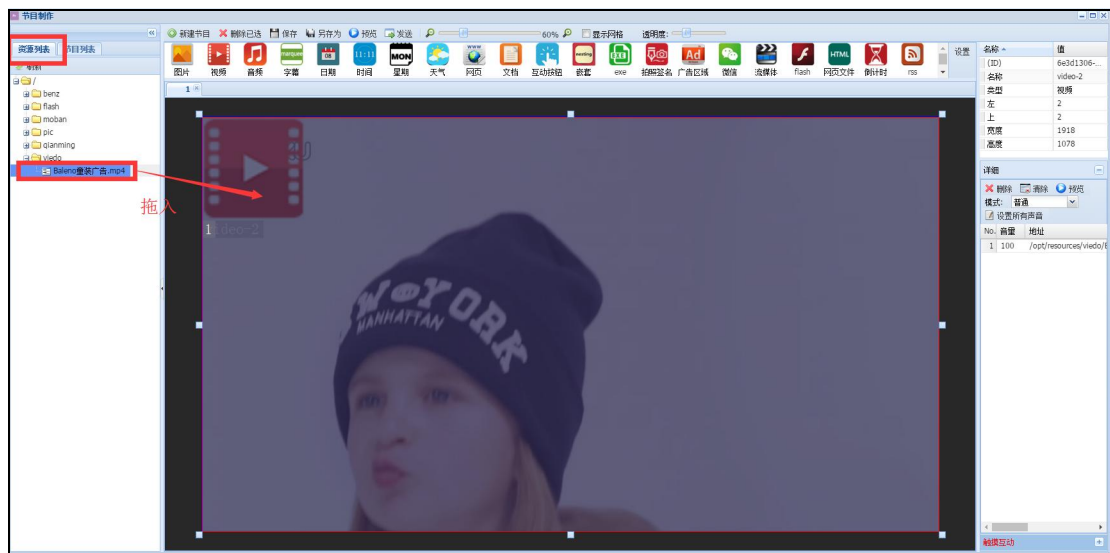 节目制作
资源列表 节目列表
新建节目 删除已选 保存 另存为 预览 发送 60% 显示网格 透明度:
刷新
/
benz
flash
moban
pic
qianming
viedo
Baleno童装广告.mp4
拖入
marquee 08 11:11 MON www meeting EXE Ad HTML
图片 视频 音频 字幕 日期 时间 星期 天气 网页 文档 互动按钮 嵌套 exe 拍照签名 广告区域 微信 流媒体 flash 网页文件 倒计时 rss 设置
1
1 deo-2
NEW YORK
MANHATTAN
名称 值
(ID) 6e3d1306-...
名称 video-2
类型 视频
左 2
上 2
宽度 1918
高度 1078
详细
删除 清除 预览
模式: 普通
设置所有声音
No. 音量 地址
1 100 /opt/resources/viedo/
触摸互动